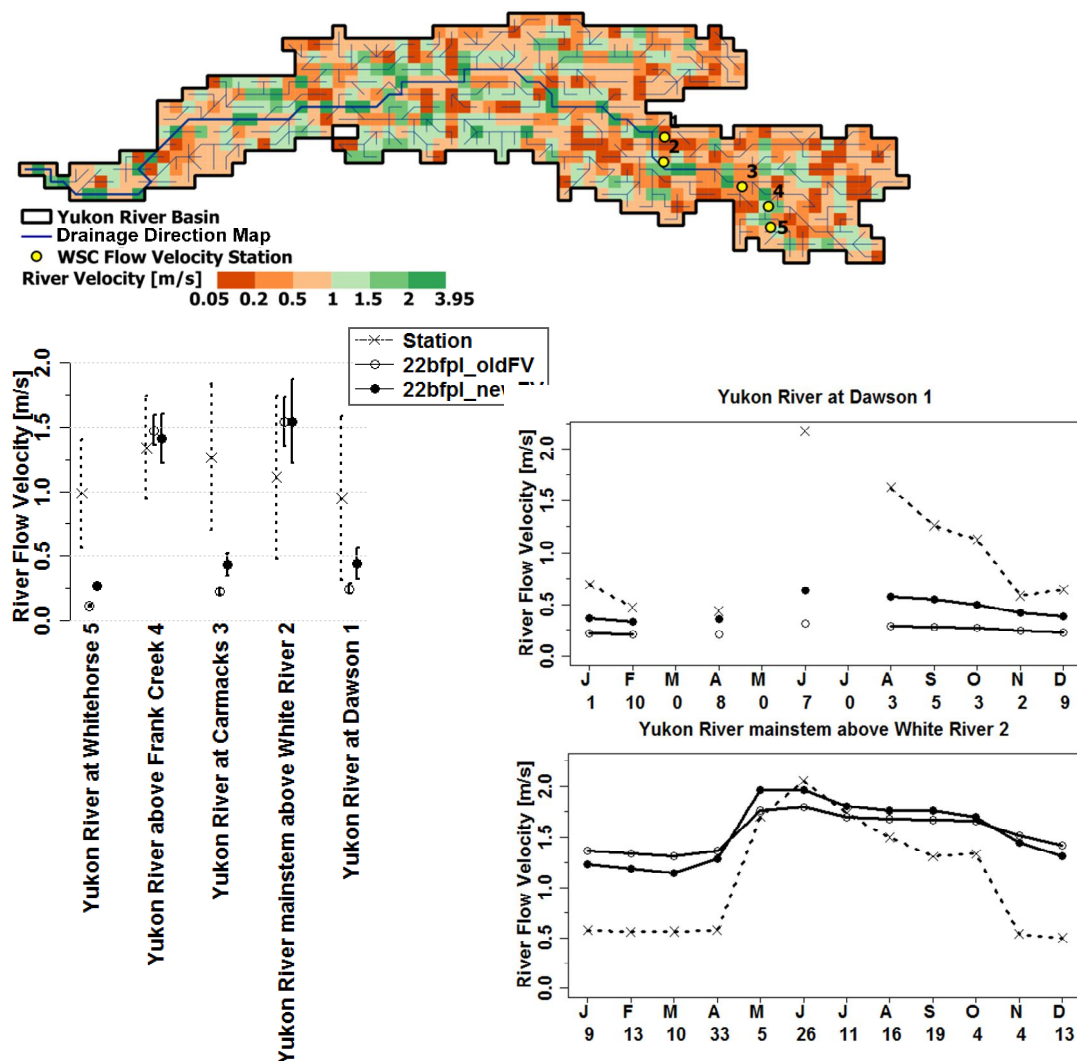 1
2
3
4
5
Yukon River Basin
Drainage Direction Map
WSC Flow Velocity Station
River Velocity [m/s]
0.05 0.2 0.5 1 1.5 2 3.95
Station
22bfpl_oldFV
22bfpl_newFV
River Flow Velocity [m/s]
2.0
1.5
1.0
0.5
0.0
Yukon River at Whitehorse 5
Yukon River above Frank Creek 4
Yukon River at Carmacks 3
Yukon River mainstem above White River 2
Yukon River at Dawson 1
Yukon River at Dawson 1
River Flow Velocity [m/s]
2.0
1.5
1.0
0.5
0.0
J F M A M J J A S O N D
1 10 0 8 0 7 0 3 5 3 2 9
Yukon River mainstem above White River 2
River Flow Velocity [m/s]
2.0
1.5
1.0
0.5
0.0
J F M A M J J A S O N D
9 13 10 33 5 26 11 16 19 4 4 13